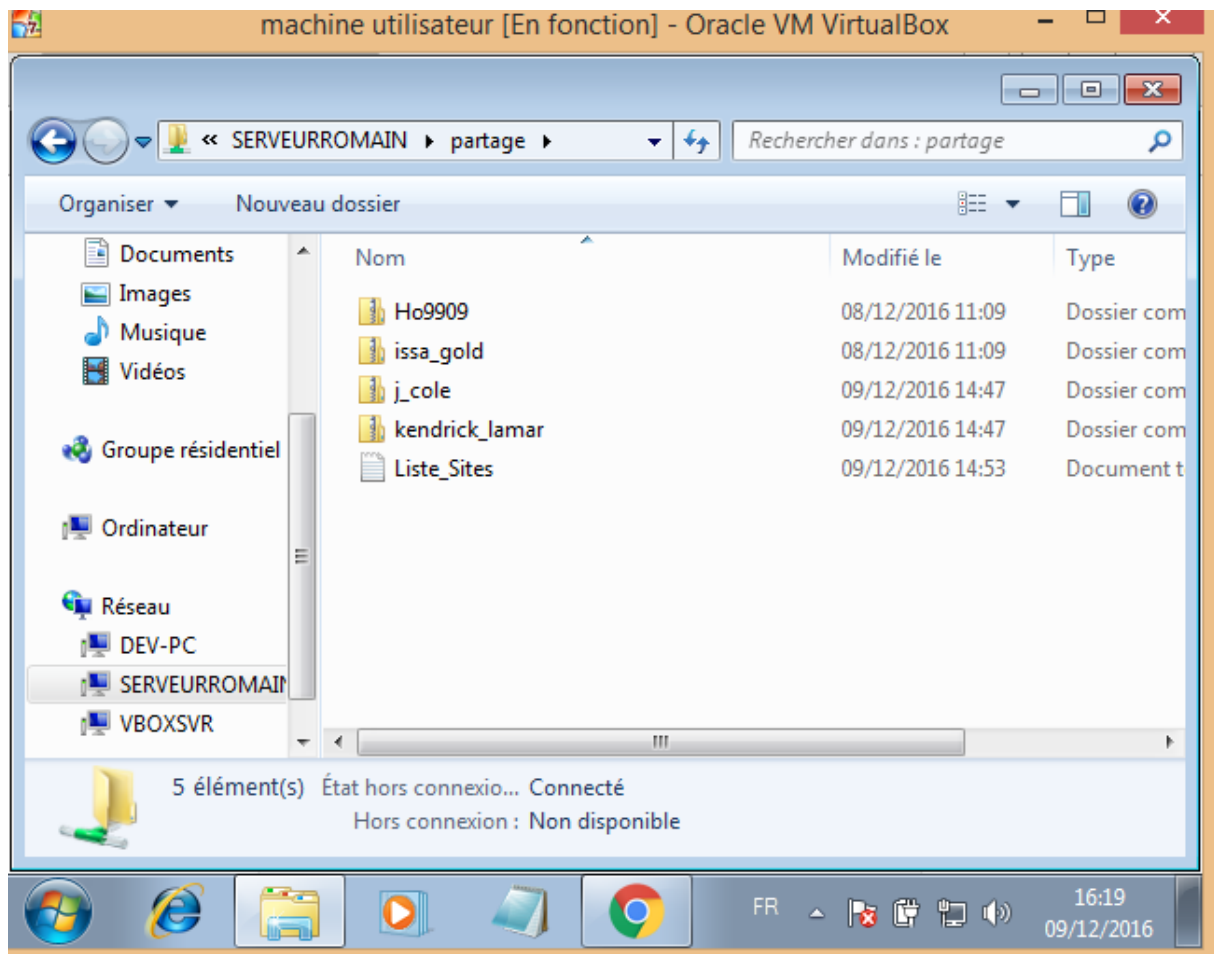 machine utilisateur [En fonction] - Oracle VM VirtualBox
« SERVEURROMAIN partage
Rechercher dans : partage
Organiser Nouveau dossier
Documents
Images
Musique
Vidéos
Groupe résidentiel
Ordinateur
Réseau
DEV-PC
SERVEURROMAIN
VBOXSVR
Nom Modifié le Type
Ho9909 08/12/2016 11:09 Dossier com
issa_gold 08/12/2016 11:09 Dossier com
j_cole 09/12/2016 14:47 Dossier com
kendrick_lamar 09/12/2016 14:47 Dossier com
Liste_Sites 09/12/2016 14:53 Document t
5 élément(s) État hors connexio... Connecté
Hors connexion : Non disponible
FR
16:19
09/12/2016